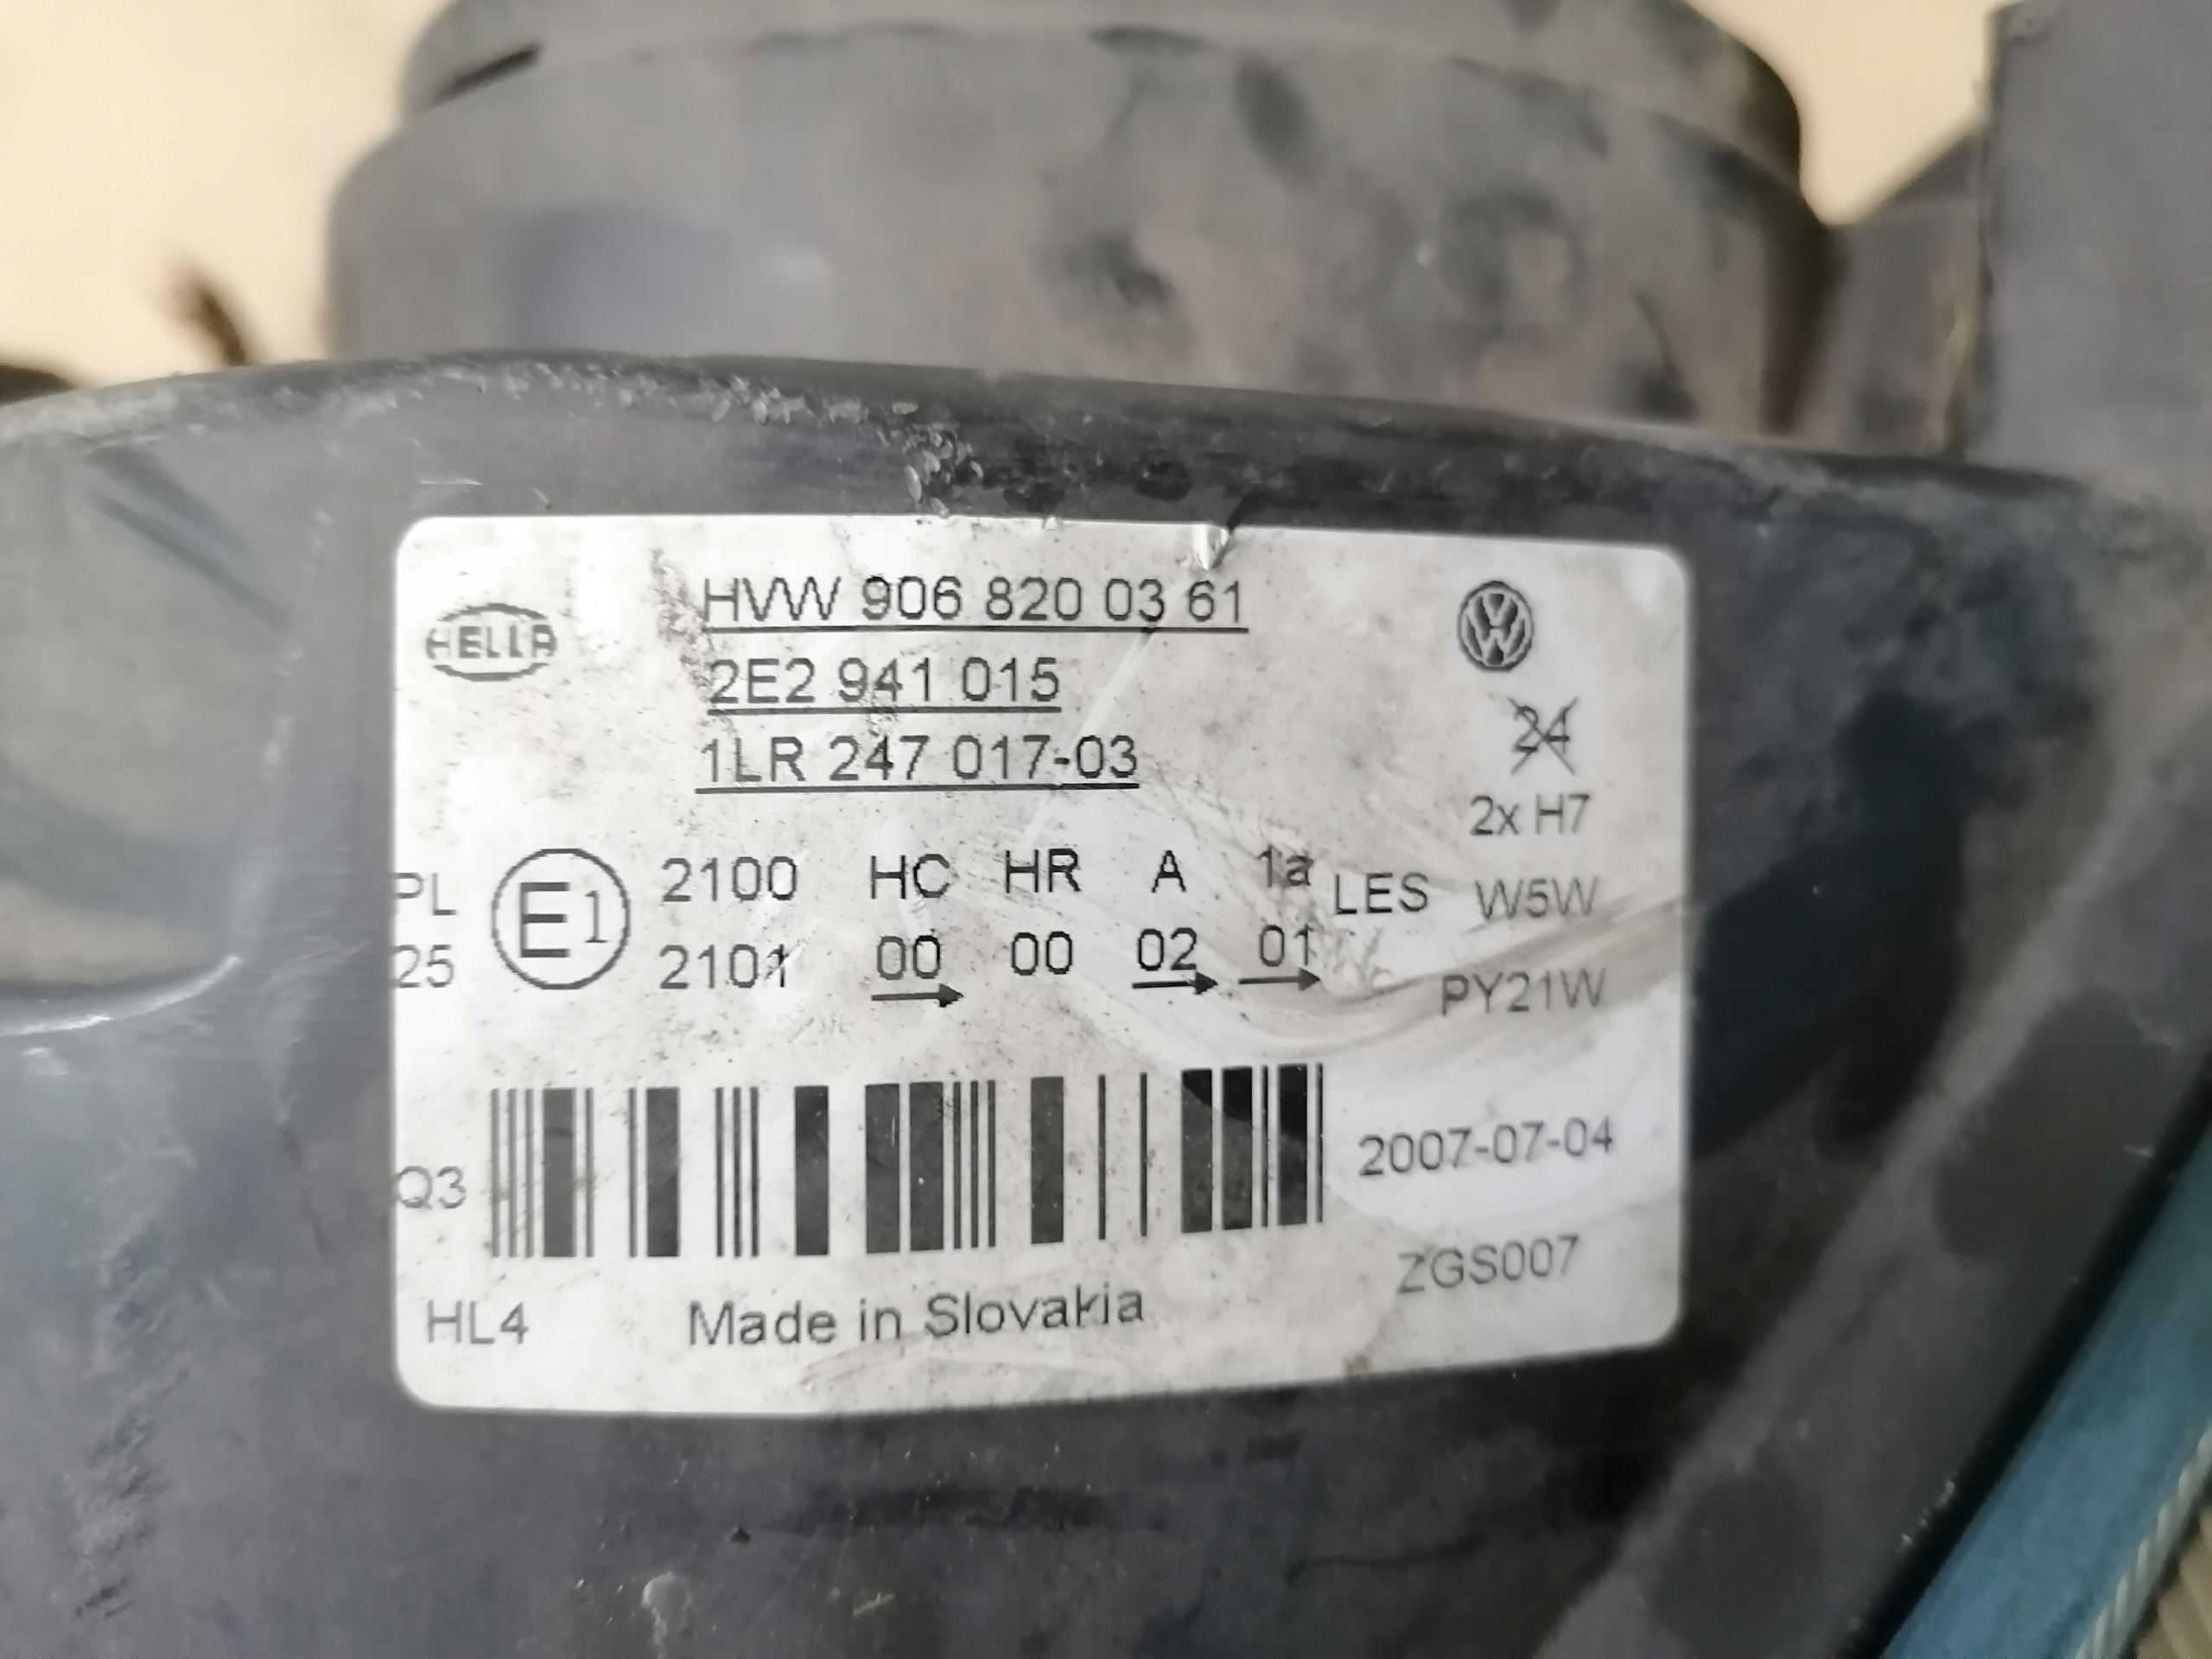 HELLA
HVW 906 820 03 61
2E2 941 015
1LR 247 017-03
24
2x H7
PL E1 2100 HC HR A 1a LES W5W
25 2101 00 00 02 01 PY21W
Q3 2007-07-04
ZGS007
HL4 Made in Slovakia